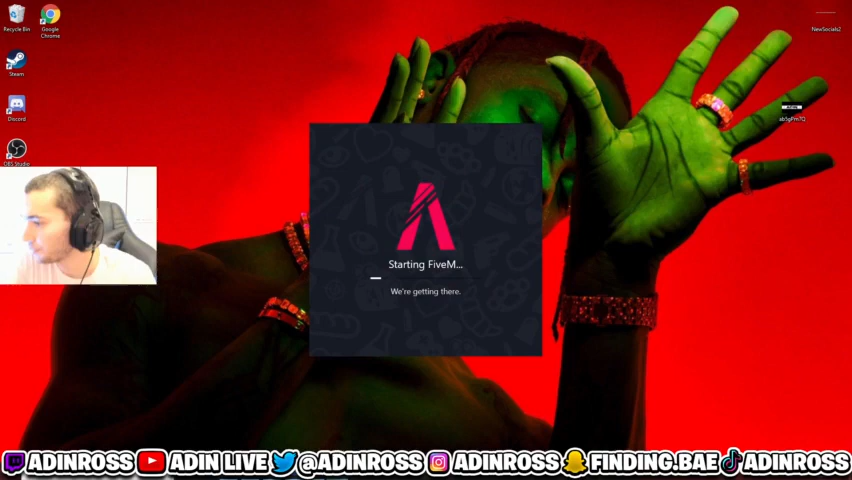 Recycle Bin
Google
Chrome
NewSocials2
Steam
Discord
ab5gPm7Q
OBS Studio
Starting FiveM...
We're getting there.
ADINROSS ADIN LIVE @ADINROSS ADINROSS FINDING.BAE ADINROSS